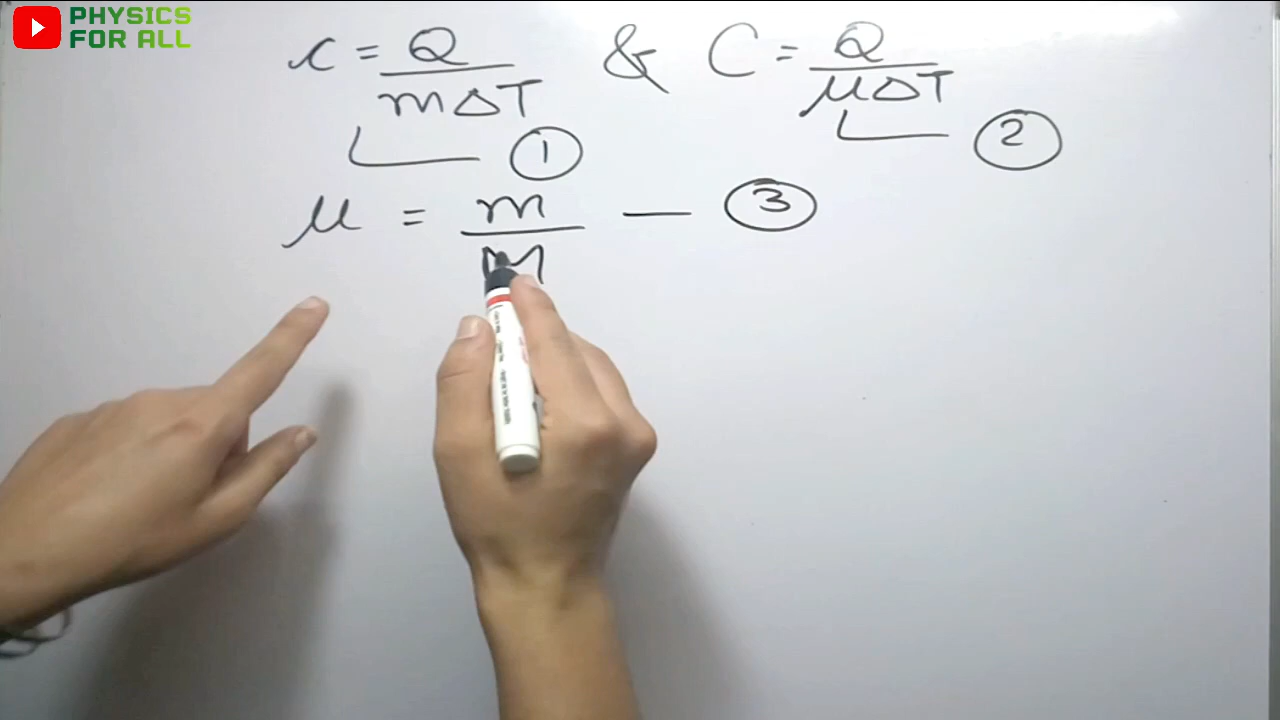 PHYSICS
FOR ALL
c = Q / mΔT & C = Q / μΔT
1 2
μ = m / M — 3